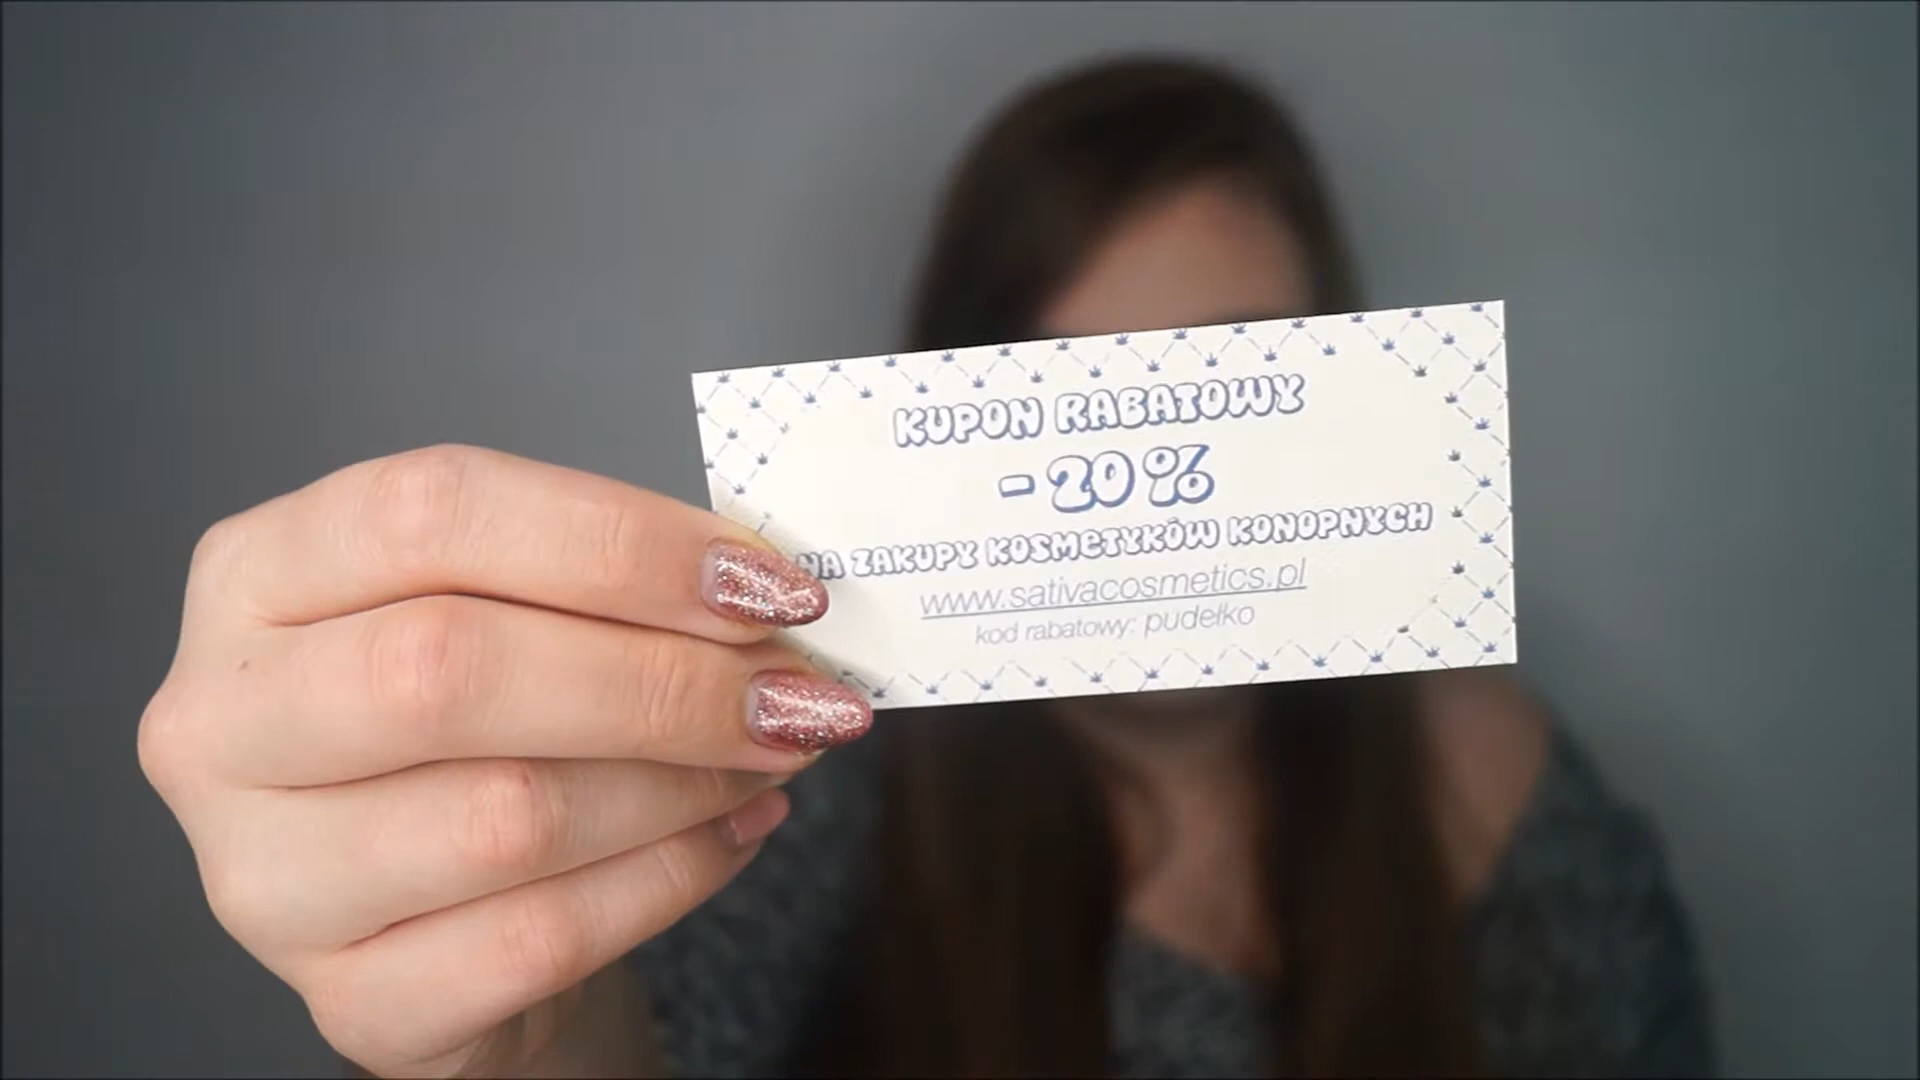 KUPON RABATOWY
- 20 %
NA ZAKUPY KOSMETYKÓW KONOPNYCH
www.sativacosmetics.pl
kod rabatowy: pudełko